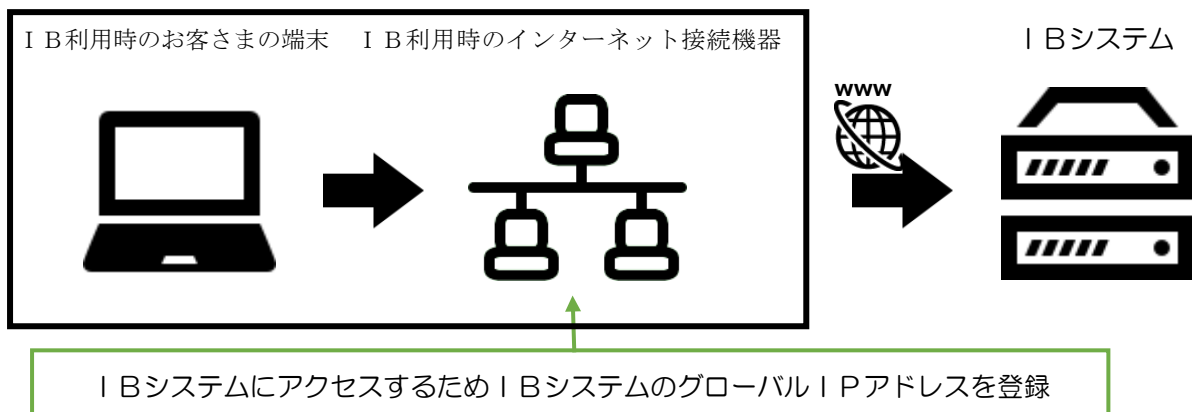 ＩＢ利用時のお客さまの端末　ＩＢ利用時のインターネット接続機器
ＩＢシステム
www
ＩＢシステムにアクセスするためＩＢシステムのグローバルＩＰアドレスを登録